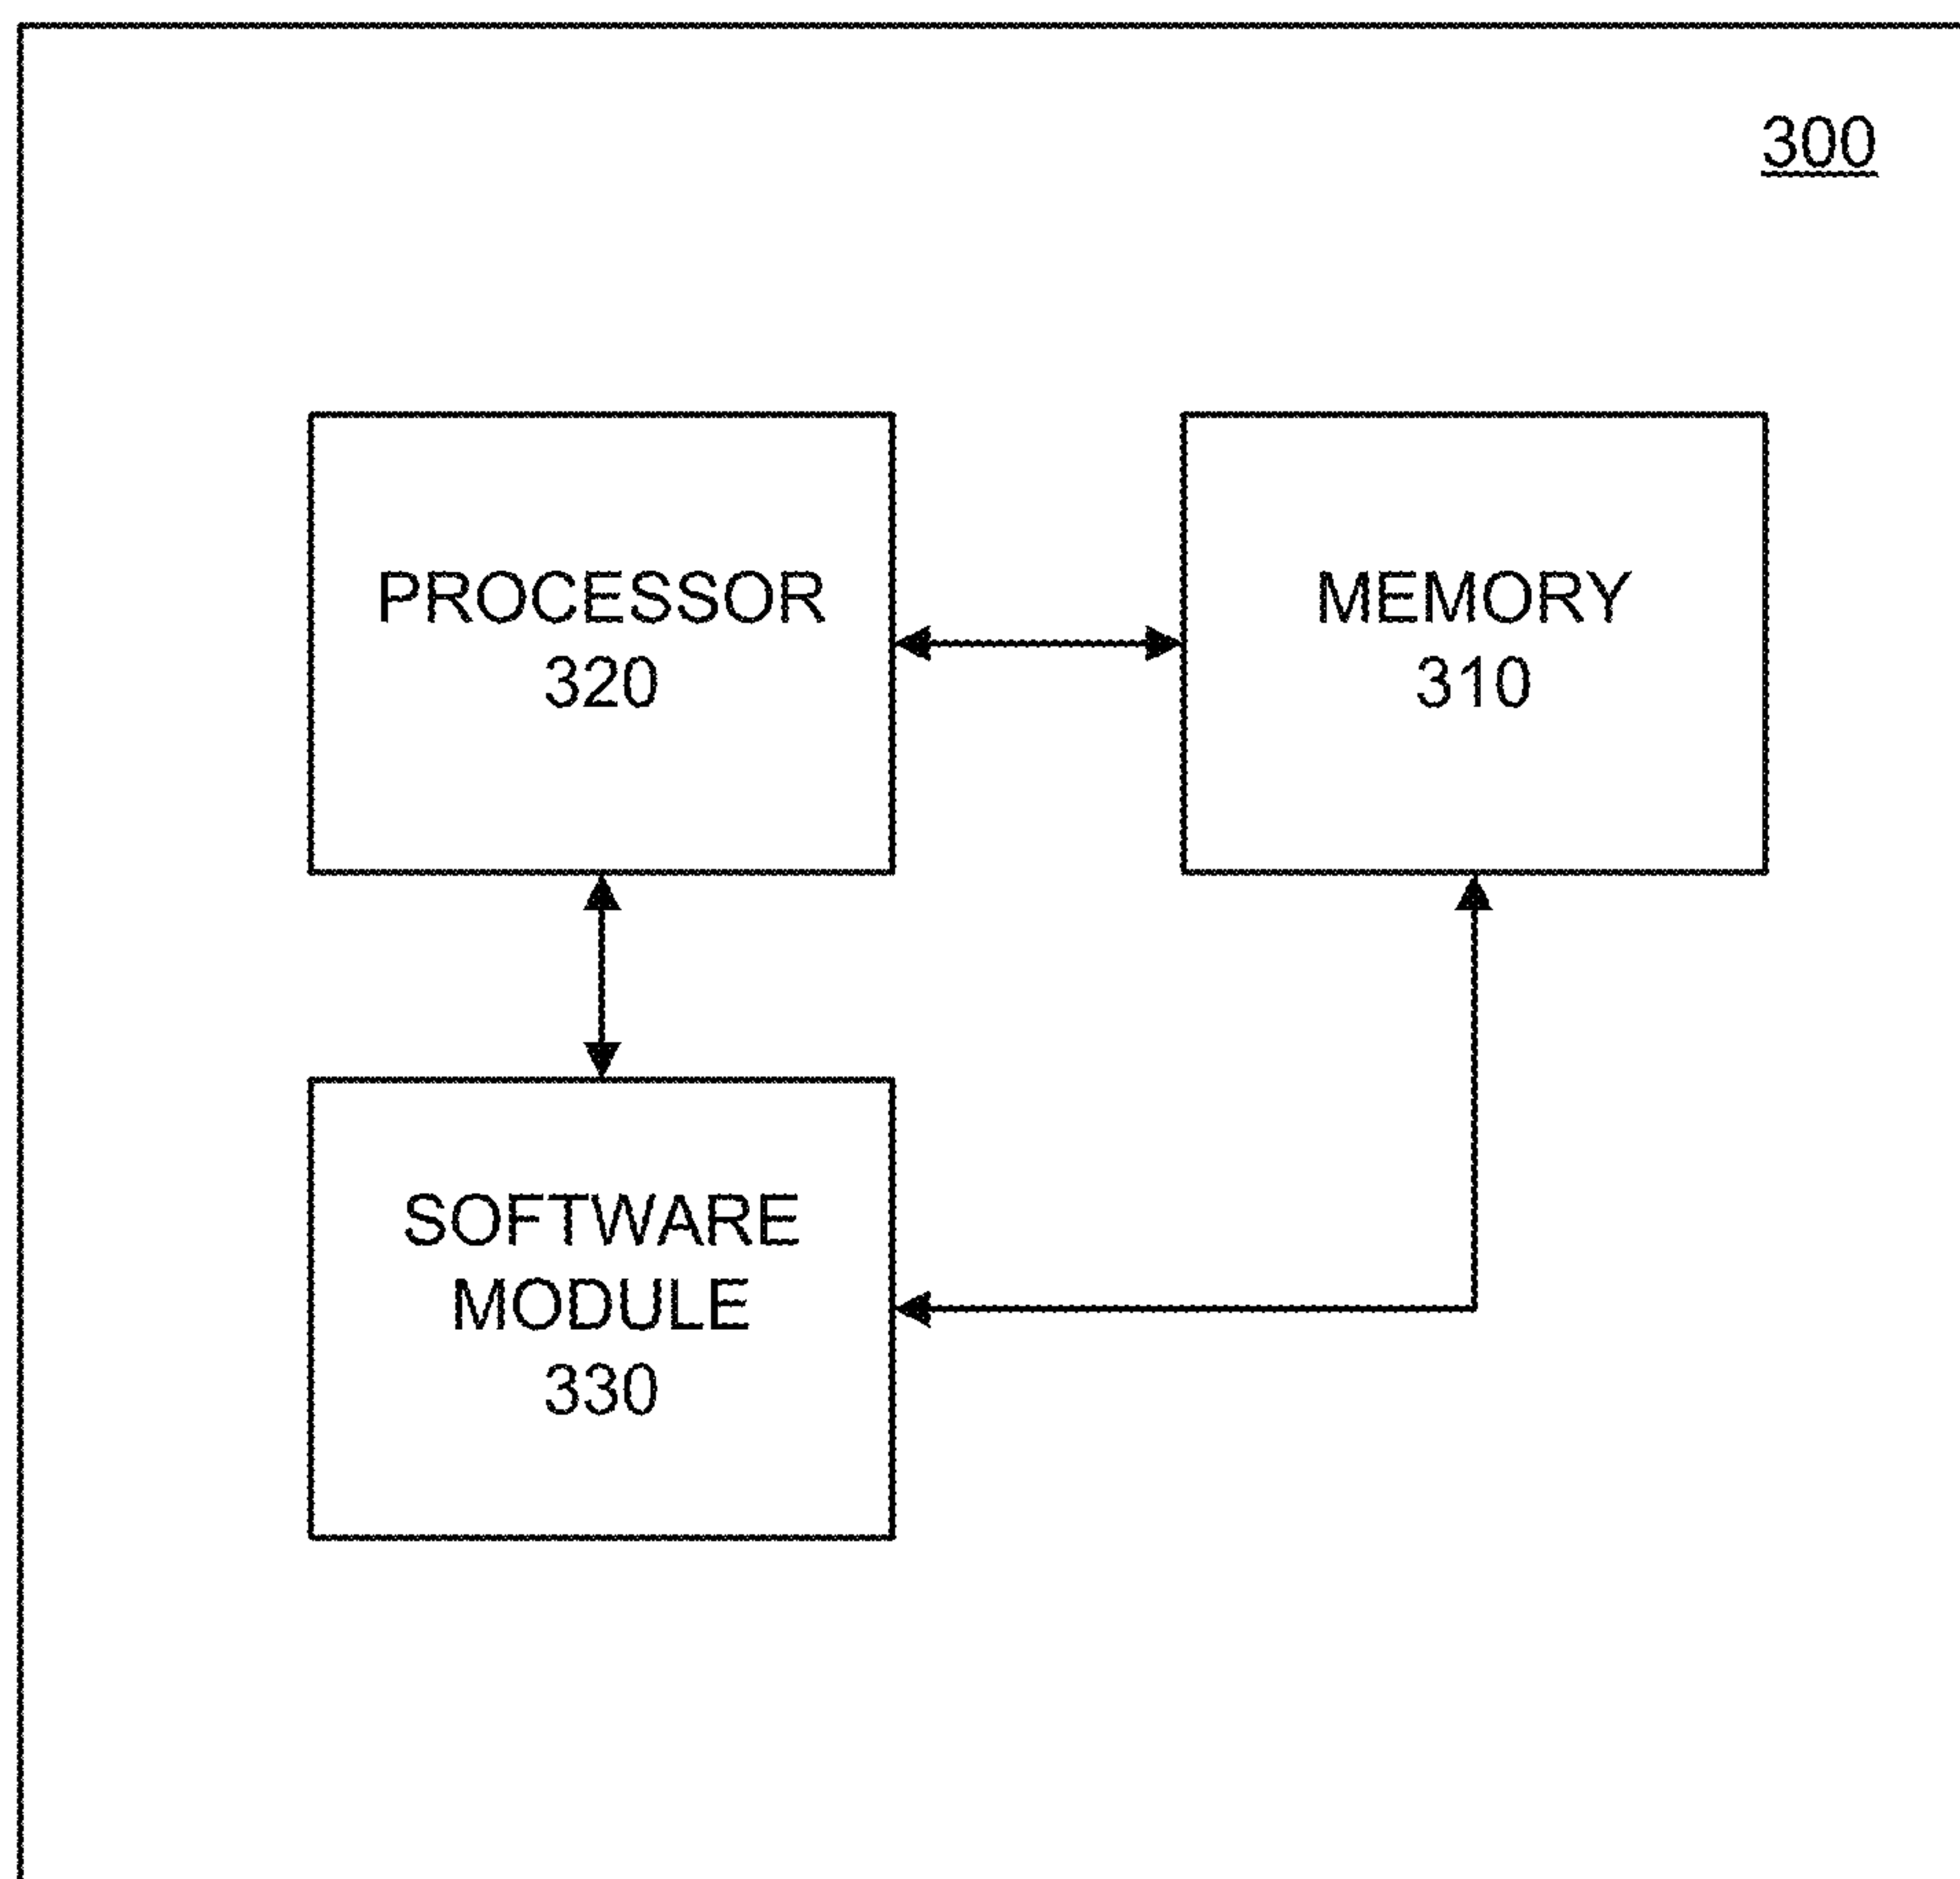 300
PROCESSOR
320
MEMORY
310
SOFTWARE
MODULE
330